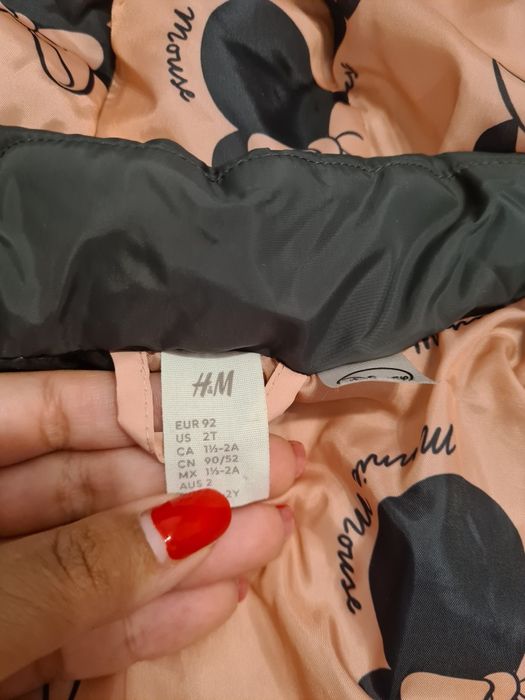 Mouse
H&M
EUR 92
US 2T
CA 1½-2A
CN 90/52
MX 1½-2A
AUS 2
2Y
Minnie Mouse